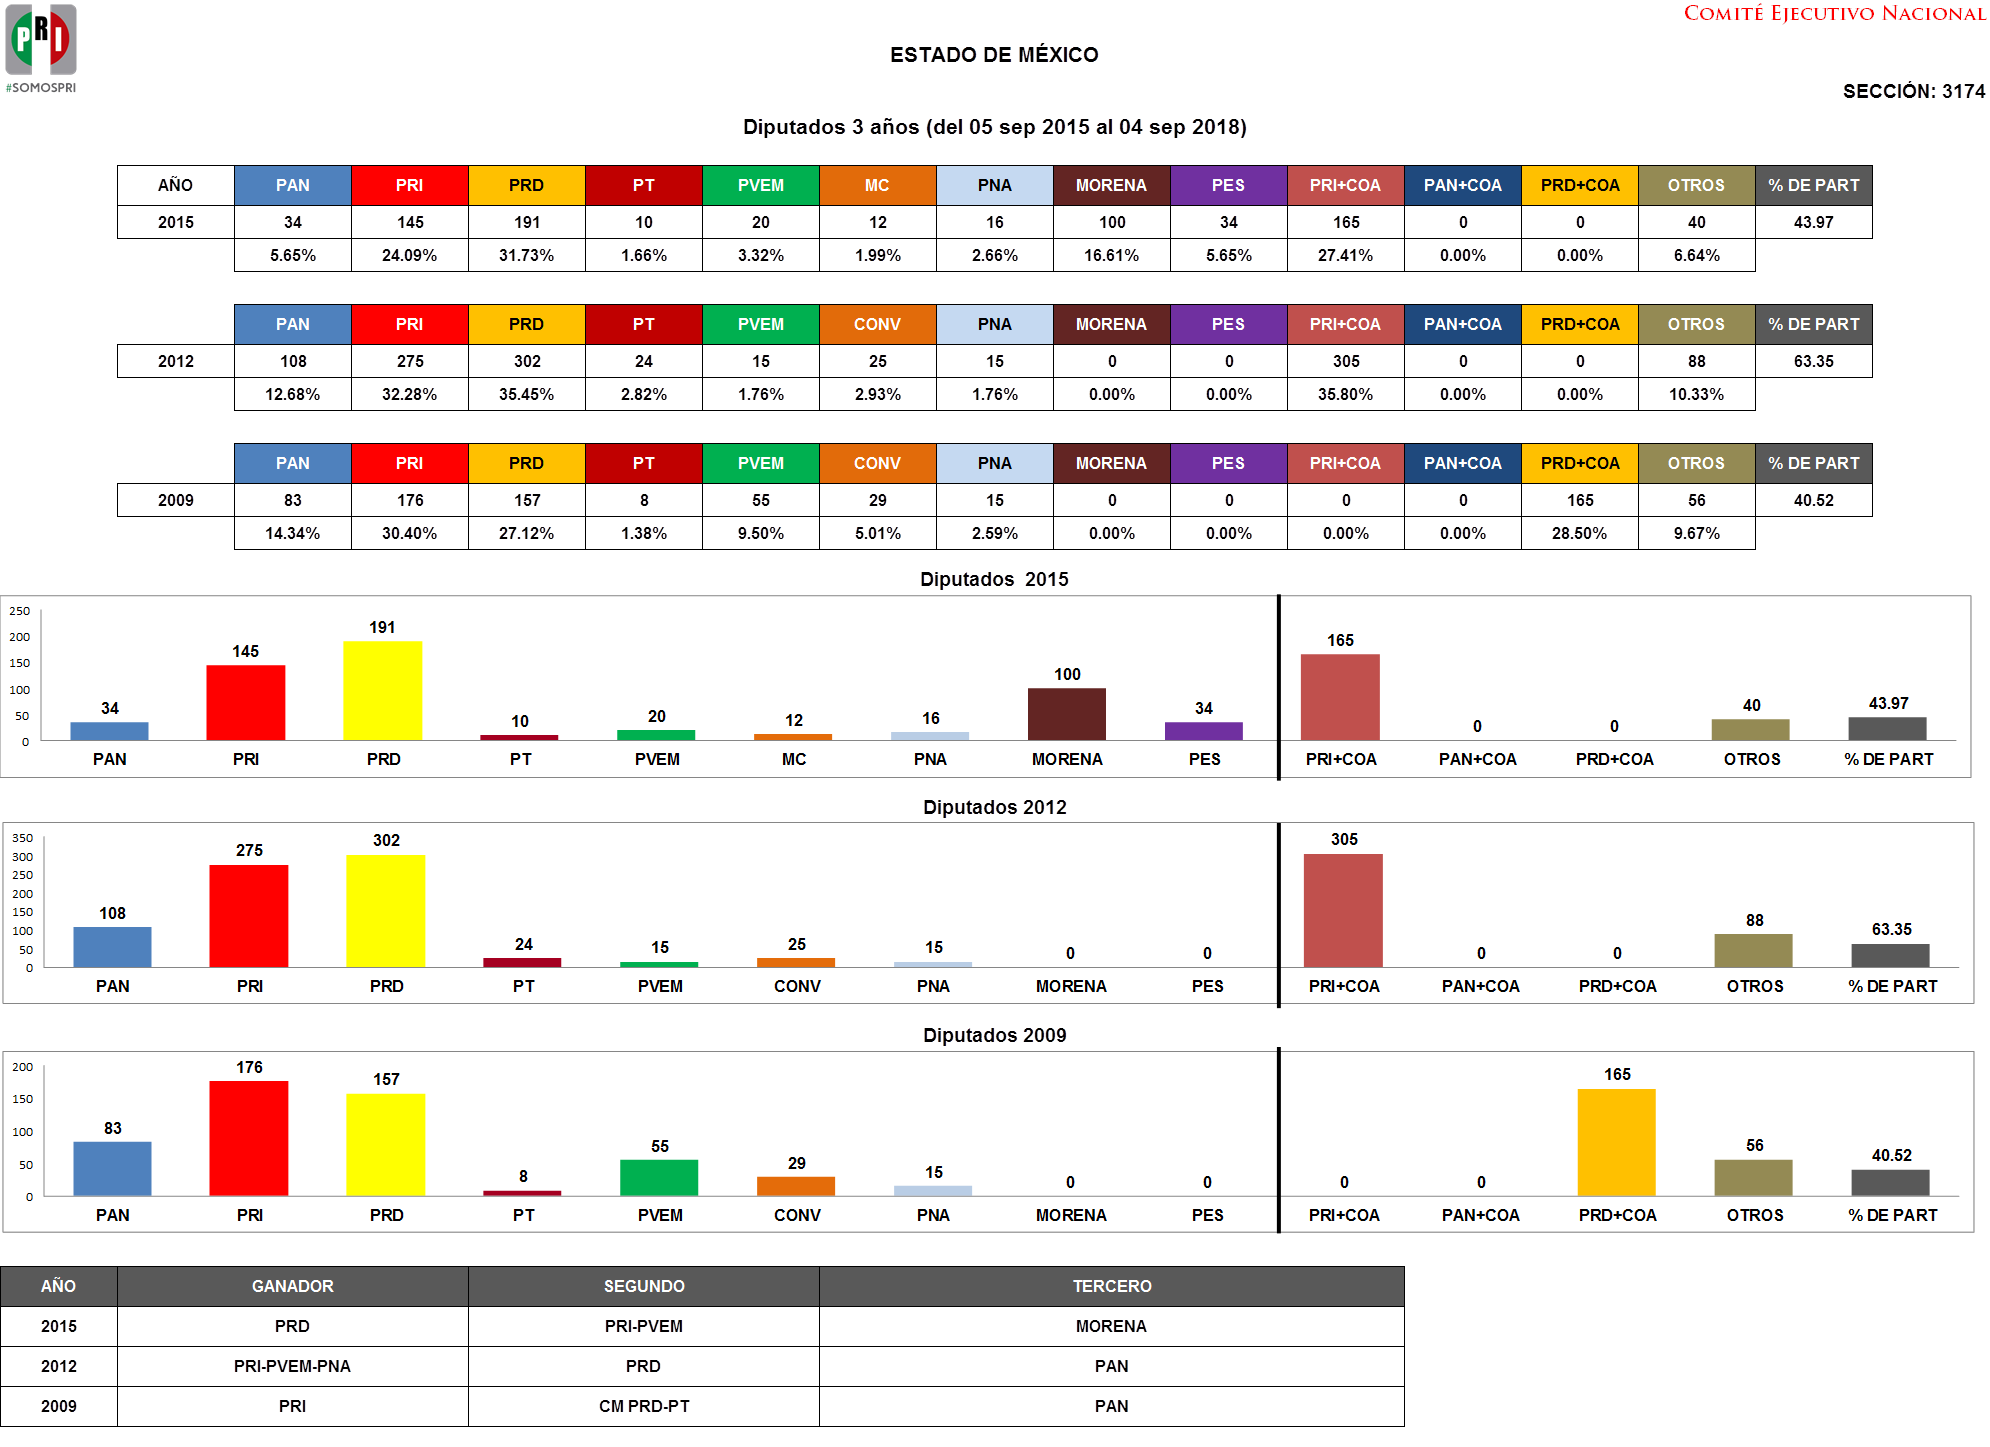 PRI
#SOMOSPRI
COMITÉ EJECUTIVO NACIONAL
ESTADO DE MÉXICO
SECCIÓN: 3174
Diputados 3 años (del 05 sep 2015 al 04 sep 2018)
AÑO PAN PRI PRD PT PVEM MC PNA MORENA PES PRI+COA PAN+COA PRD+COA OTROS % DE PART
2015 34 145 191 10 20 12 16 100 34 165 0 0 40 43.97
5.65% 24.09% 31.73% 1.66% 3.32% 1.99% 2.66% 16.61% 5.65% 27.41% 0.00% 0.00% 6.64%
PAN PRI PRD PT PVEM CONV PNA MORENA PES PRI+COA PAN+COA PRD+COA OTROS % DE PART
2012 108 275 302 24 15 25 15 0 0 305 0 0 88 63.35
12.68% 32.28% 35.45% 2.82% 1.76% 2.93% 1.76% 0.00% 0.00% 35.80% 0.00% 0.00% 10.33%
PAN PRI PRD PT PVEM CONV PNA MORENA PES PRI+COA PAN+COA PRD+COA OTROS % DE PART
2009 83 176 157 8 55 29 15 0 0 0 0 165 56 40.52
14.34% 30.40% 27.12% 1.38% 9.50% 5.01% 2.59% 0.00% 0.00% 0.00% 0.00% 28.50% 9.67%
Diputados 2015
250
200
150
100
50
0
34 145 191 10 20 12 16 100 34 165 0 0 40 43.97
PAN PRI PRD PT PVEM MC PNA MORENA PES PRI+COA PAN+COA PRD+COA OTROS % DE PART
Diputados 2012
350
300
250
200
150
100
50
0
108 275 302 24 15 25 15 0 0 305 0 0 88 63.35
PAN PRI PRD PT PVEM CONV PNA MORENA PES PRI+COA PAN+COA PRD+COA OTROS % DE PART
Diputados 2009
200
150
100
50
0
83 176 157 8 55 29 15 0 0 0 0 165 56 40.52
PAN PRI PRD PT PVEM CONV PNA MORENA PES PRI+COA PAN+COA PRD+COA OTROS % DE PART
AÑO GANADOR SEGUNDO TERCERO
2015 PRD PRI-PVEM MORENA
2012 PRI-PVEM-PNA PRD PAN
2009 PRI CM PRD-PT PAN